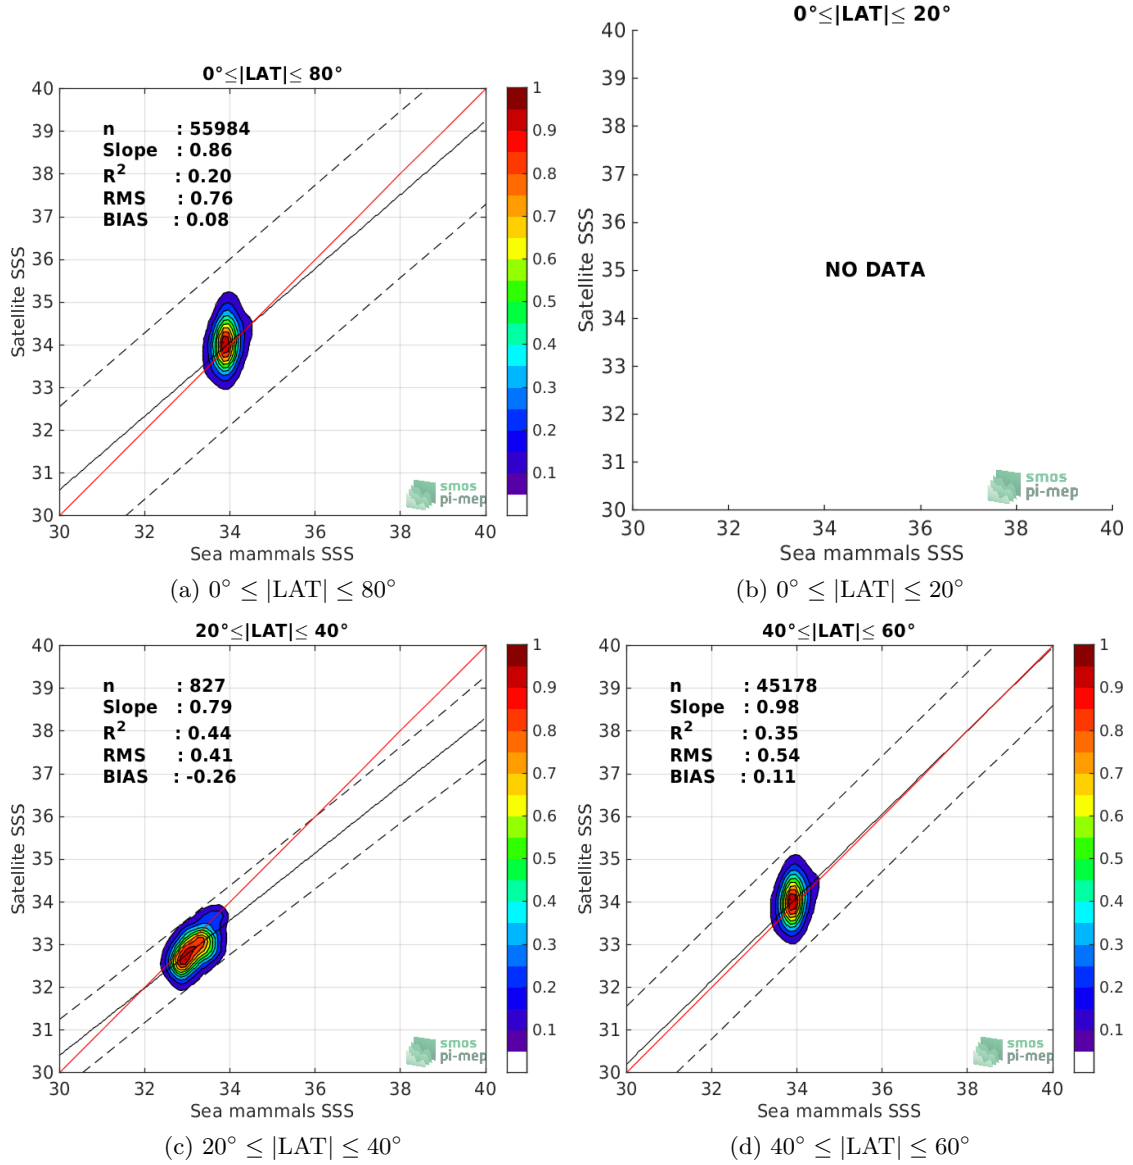 0°≤|LAT|≤ 80°
n : 55984
Slope : 0.86
R² : 0.20
RMS : 0.76
BIAS : 0.08
40
39
38
37
36
35
34
33
32
31
30
30 32 34 36 38 40
Satellite SSS
Sea mammals SSS
1
0.9
0.8
0.7
0.6
0.5
0.4
0.3
0.2
0.1
smos
pi-mep
(a) 0° ≤ |LAT| ≤ 80°
0°≤|LAT|≤ 20°
40
39
38
37
36
35
34
33
32
31
30
30 32 34 36 38 40
Satellite SSS
NO DATA
Sea mammals SSS
smos
pi-mep
(b) 0° ≤ |LAT| ≤ 20°
20°≤|LAT|≤ 40°
n : 827
Slope : 0.79
R² : 0.44
RMS : 0.41
BIAS : -0.26
40
39
38
37
36
35
34
33
32
31
30
30 32 34 36 38 40
Satellite SSS
Sea mammals SSS
1
0.9
0.8
0.7
0.6
0.5
0.4
0.3
0.2
0.1
smos
pi-mep
(c) 20° ≤ |LAT| ≤ 40°
40°≤|LAT|≤ 60°
n : 45178
Slope : 0.98
R² : 0.35
RMS : 0.54
BIAS : 0.11
40
39
38
37
36
35
34
33
32
31
30
30 32 34 36 38 40
Satellite SSS
Sea mammals SSS
1
0.9
0.8
0.7
0.6
0.5
0.4
0.3
0.2
0.1
smos
pi-mep
(d) 40° ≤ |LAT| ≤ 60°